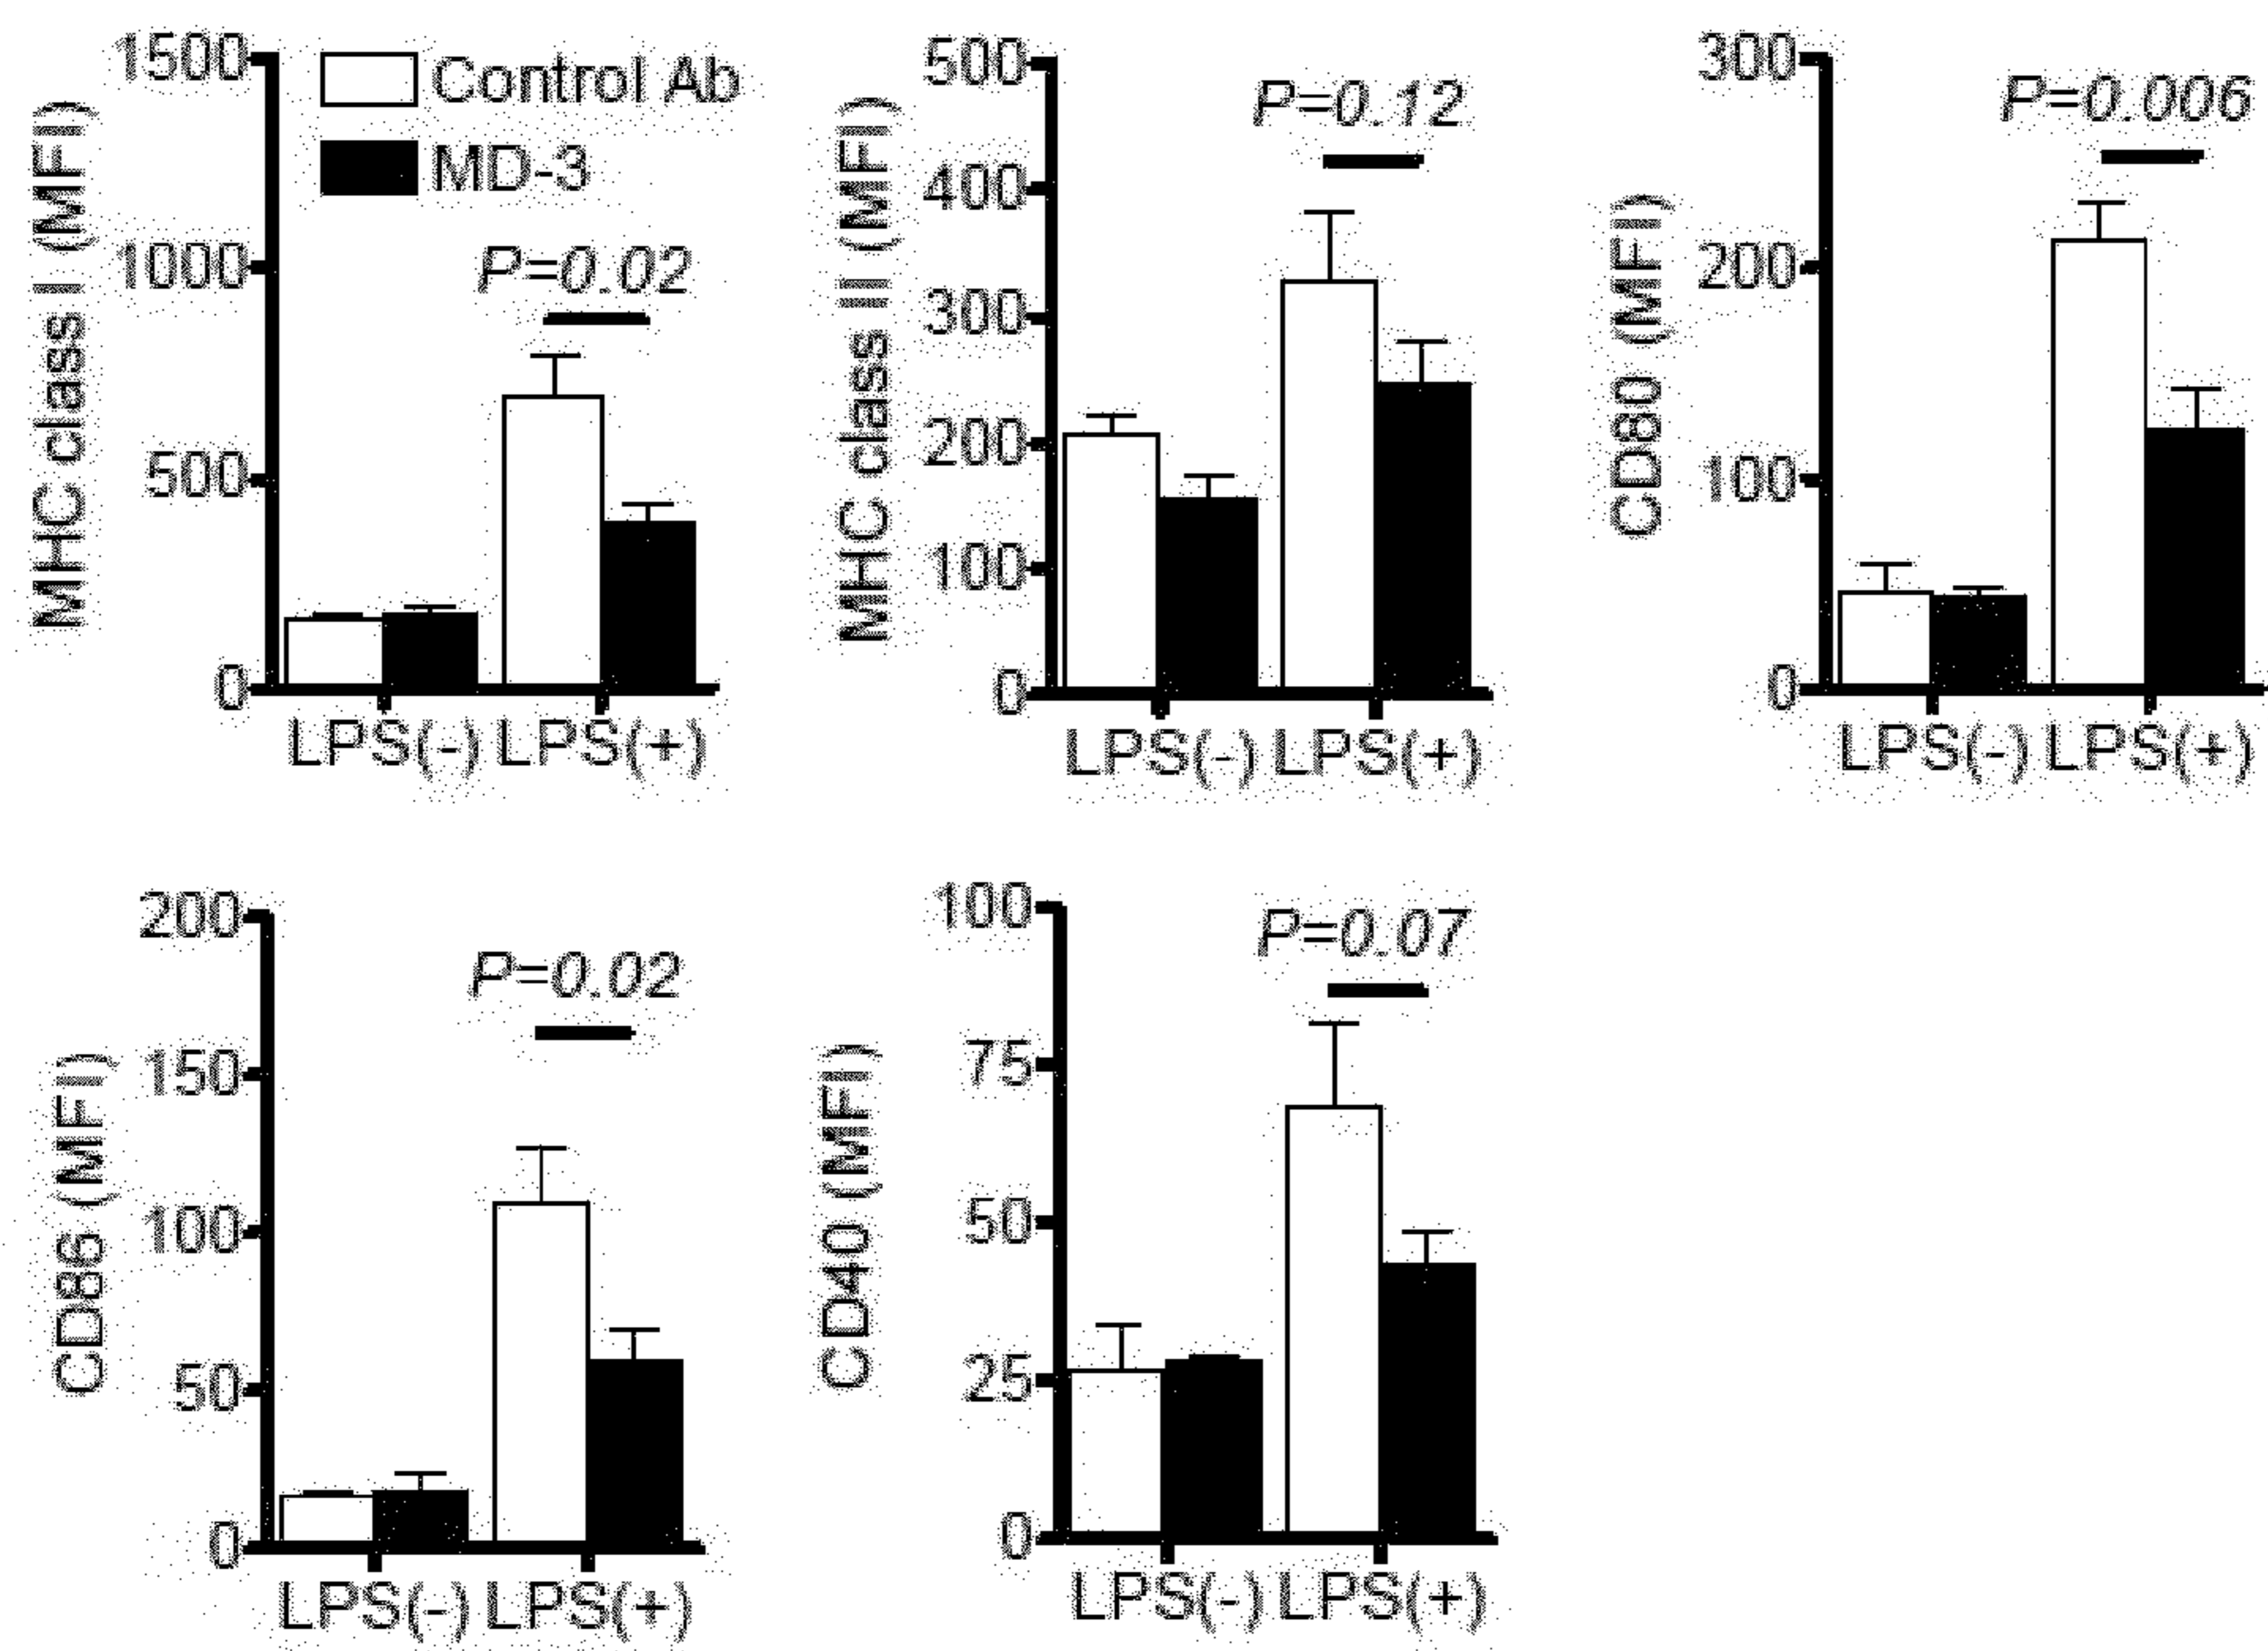 MHC class I (MFI)
1500
1000
500
0
Control Ab
MD-3
P=0.02
LPS(-) LPS(+)
MHC class II (MFI)
500
400
300
200
100
0
P=0.12
LPS(-) LPS(+)
CD80 (MFI)
300
200
100
0
P=0.006
LPS(-) LPS(+)
CD86 (MFI)
200
150
100
50
0
P=0.02
LPS(-) LPS(+)
CD40 (MFI)
100
75
50
25
0
P=0.07
LPS(-) LPS(+)